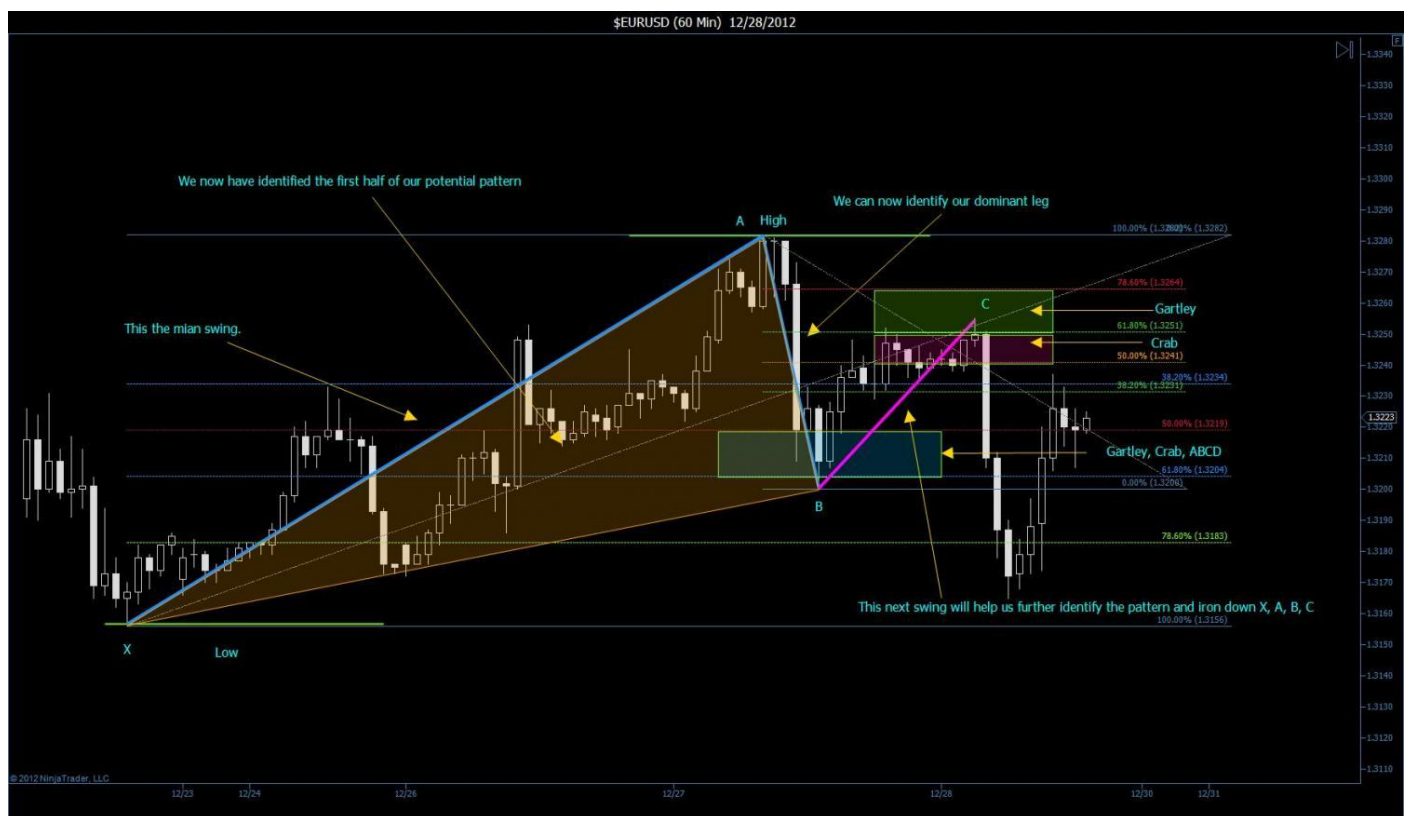 $EURUSD (60 Min) 12/28/2012
F
1.3340
1.3330
1.3320
1.3310
1.3300
1.3290
1.3280
1.3270
1.3260
1.3250
1.3240
1.3230
1.3223
1.3220
1.3210
1.3200
1.3190
1.3180
1.3170
1.3160
1.3150
1.3140
1.3130
1.3120
1.3110
We now have identified the first half of our potential pattern
We can now identify our dominant leg
A High
100.00% (1.3282)
78.60% (1.3264)
C
Gartley
61.80% (1.3251)
This the mian swing.
Crab
50.00% (1.3241)
38.20% (1.3234)
38.20% (1.3231)
50.00% (1.3219)
Gartley, Crab, ABCD
61.80% (1.3204)
0.00% (1.3200)
B
78.60% (1.3183)
This next swing will help us further identify the pattern and iron down X, A, B, C
100.00% (1.3156)
X
Low
© 2012 NinjaTrader, LLC
12/23
12/24
12/26
12/27
12/28
12/30
12/31